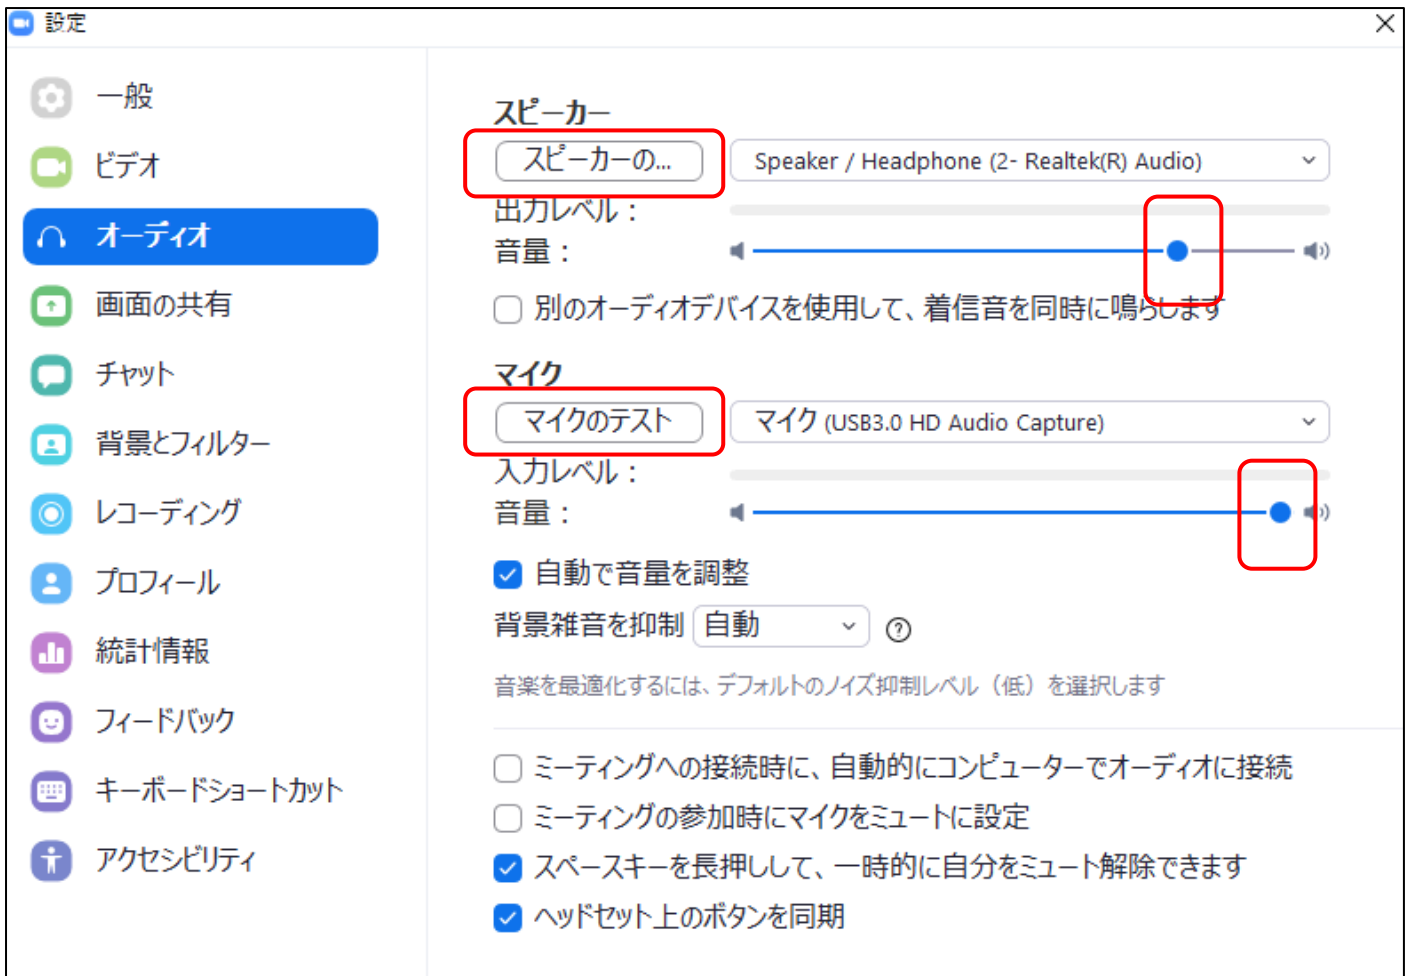 設定
一般
ビデオ
オーディオ
画面の共有
チャット
背景とフィルター
レコーディング
プロフィール
統計情報
フィードバック
キーボードショートカット
アクセシビリティ
スピーカー
スピーカーの... Speaker / Headphone (2- Realtek(R) Audio)
出力レベル：
音量：
別のオーディオデバイスを使用して、着信音を同時に鳴らします
マイク
マイクのテスト マイク (USB3.0 HD Audio Capture)
入力レベル：
音量：
自動で音量を調整
背景雑音を抑制 自動
音楽を最適化するには、デフォルトのノイズ抑制レベル（低）を選択します
ミーティングへの接続時に、自動的にコンピューターでオーディオに接続
ミーティングの参加時にマイクをミュートに設定
スペースキーを長押しして、一時的に自分をミュート解除できます
ヘッドセット上のボタンを同期